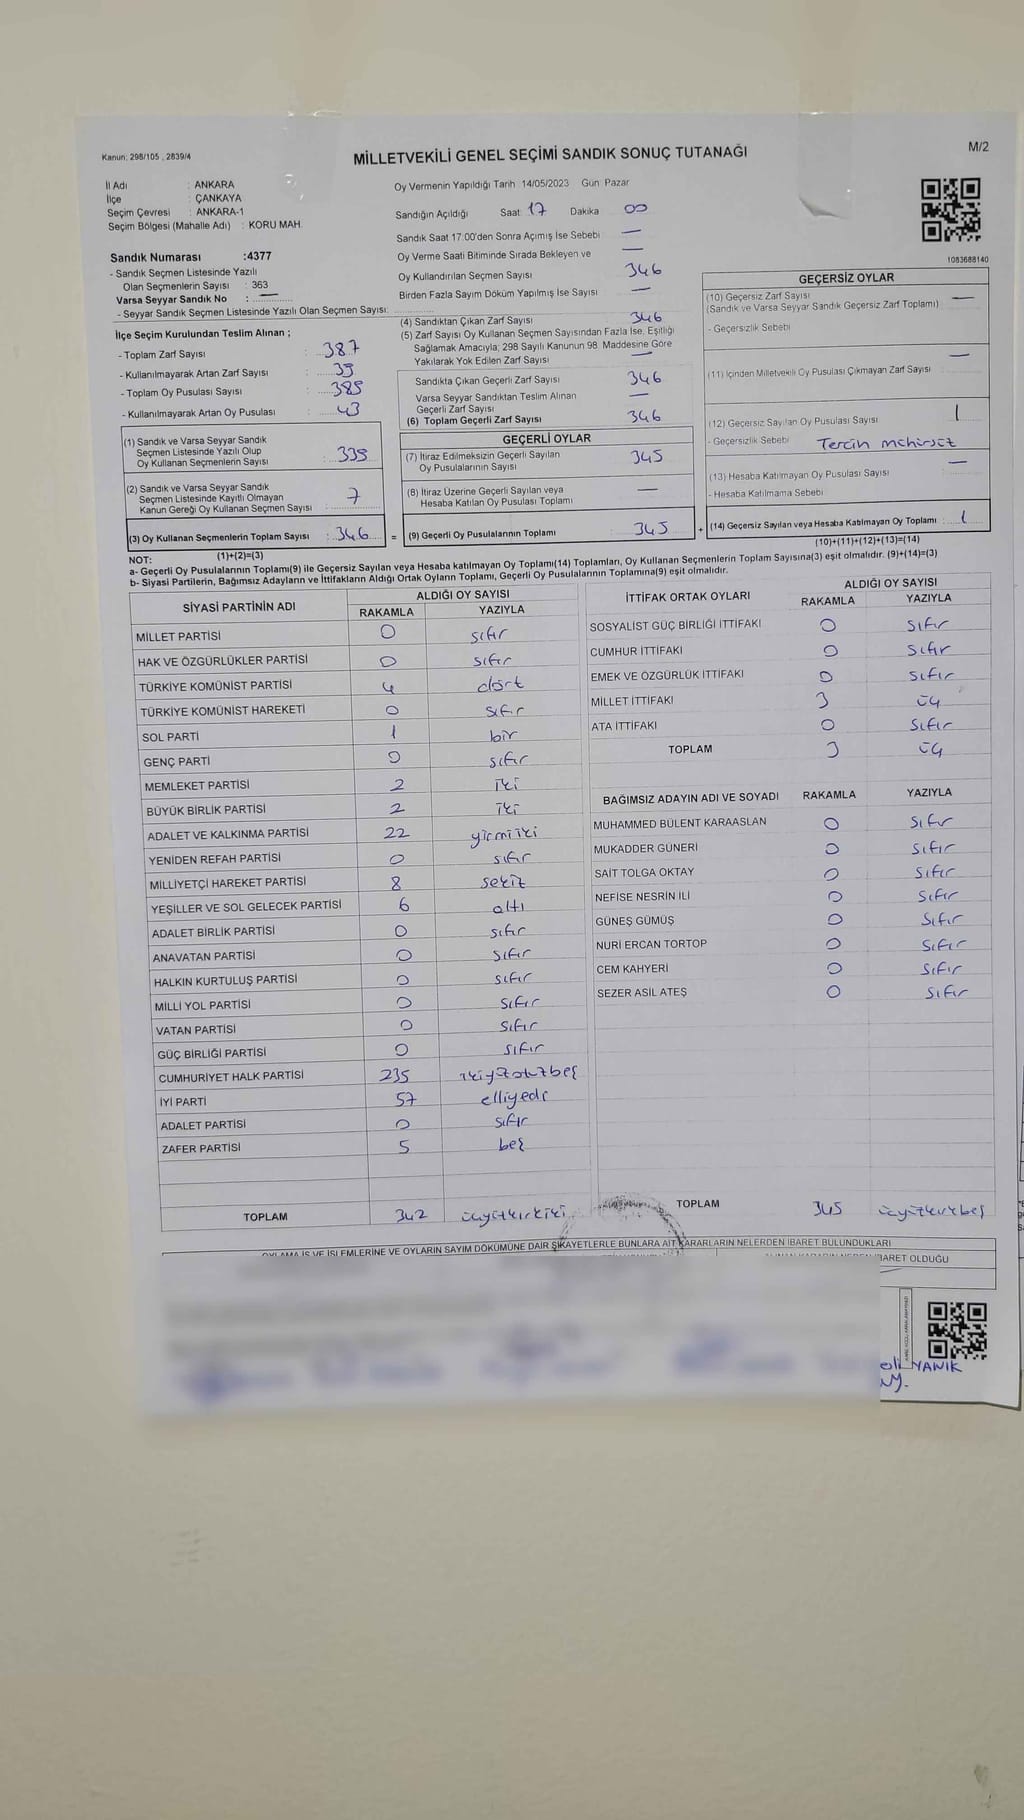 Kanun: 298/105 , 2839/4
MİLLETVEKİLİ GENEL SEÇİMİ SANDIK SONUÇ TUTANAĞI
M/2
İl Adı : ANKARA
İlçe : ÇANKAYA
Seçim Çevresi : ANKARA-1
Seçim Bölgesi (Mahalle Adı) : KORU MAH.
Oy Vermenin Yapıldığı Tarih 14/05/2023 Gün Pazar
Sandığın Açıldığı Saat 17 Dakika 00
Sandık Saat 17:00'den Sonra Açımış İse Sebebi —
Oy Verme Saati Bitiminde Sırada Bekleyen ve —
Oy Kullandırılan Seçmen Sayısı 346
Birden Fazla Sayım Döküm Yapılmış İse Sayısı —
1083688140
Sandık Numarası :4377
- Sandık Seçmen Listesinde Yazılı
Olan Seçmenlerin Sayısı : 363
Varsa Seyyar Sandık No : —
- Seyyar Sandık Seçmen Listesinde Yazılı Olan Seçmen Sayısı:
İlçe Seçim Kurulundan Teslim Alınan ;
- Toplam Zarf Sayısı : 387
- Kullanılmayarak Artan Zarf Sayısı :
- Toplam Oy Pusulası Sayısı : 389
- Kullanılmayarak Artan Oy Pusulası : 43
(1) Sandık ve Varsa Seyyar Sandık
Seçmen Listesinde Yazılı Olup
Oy Kullanan Seçmenlerin Sayısı : 339
(2) Sandık ve Varsa Seyyar Sandık
Seçmen Listesinde Kayıtlı Olmayan
Kanun Gereği Oy Kullanan Seçmen Sayısı : 7
(3) Oy Kullanan Seçmenlerin Toplam Sayısı : 346
(1)+(2)=(3)
(4) Sandıktan Çıkan Zarf Sayısı 346
(5) Zarf Sayısı Oy Kullanan Seçmen Sayısından Fazla İse, Eşitliği
Sağlamak Amacıyla; 298 Sayılı Kanunun 98. Maddesine Göre
Yakılarak Yok Edilen Zarf Sayısı —
Sandıkta Çıkan Geçerli Zarf Sayısı 346
Varsa Seyyar Sandıktan Teslim Alınan
Geçerli Zarf Sayısı —
(6) Toplam Geçerli Zarf Sayısı 346
GEÇERLİ OYLAR
(7) İtiraz Edilmeksizin Geçerli Sayılan
Oy Pusulalarının Sayısı 345
(8) İtiraz Üzerine Geçerli Sayılan veya
Hesaba Katılan Oy Pusulası Toplamı —
= (9) Geçerli Oy Pusulalarının Toplamı 345
GEÇERSİZ OYLAR
(10) Geçersiz Zarf Sayısı —
(Sandık ve Varsa Seyyar Sandık Geçersiz Zarf Toplamı)
- Geçersizlik Sebebi
(11) İçinden Milletvekili Oy Pusulası Çıkmayan Zarf Sayısı —
(12) Geçersiz Sayılan Oy Pusulası Sayısı 1
- Geçersizlik Sebebi Tercih mühürsüz
(13) Hesaba Katılmayan Oy Pusulası Sayısı —
- Hesaba Katılmama Sebebi
+ (14) Geçersiz Sayılan veya Hesaba Katılmayan Oy Toplamı : 1
(10)+(11)+(12)+(13)=(14)
NOT:
a- Geçerli Oy Pusulalarının Toplamı(9) ile Geçersiz Sayılan veya Hesaba katılmayan Oy Toplamı(14) Toplamları, Oy Kullanan Seçmenlerin Toplam Sayısına(3) eşit olmalıdır. (9)+(14)=(3)
b- Siyasi Partilerin, Bağımsız Adayların ve İttifakların Aldığı Ortak Oyların Toplamı, Geçerli Oy Pusulalarının Toplamına(9) eşit olmalıdır.
SİYASİ PARTİNİN ADI ALDIĞI OY SAYISI
RAKAMLA YAZIYLA
MİLLET PARTİSİ 0 sıfır
HAK VE ÖZGÜRLÜKLER PARTİSİ 0 sıfır
TÜRKİYE KOMÜNİST PARTİSİ 4 dört
TÜRKİYE KOMÜNİST HAREKETİ 0 sıfır
SOL PARTİ 1 bir
GENÇ PARTİ 0 sıfır
MEMLEKET PARTİSİ 2 iki
BÜYÜK BİRLİK PARTİSİ 2 iki
ADALET VE KALKINMA PARTİSİ 22 yirmiiki
YENİDEN REFAH PARTİSİ 0 sıfır
MİLLİYETÇİ HAREKET PARTİSİ 8 sekiz
YEŞİLLER VE SOL GELECEK PARTİSİ 6 altı
ADALET BİRLİK PARTİSİ 0 sıfır
ANAVATAN PARTİSİ 0 sıfır
HALKIN KURTULUŞ PARTİSİ 0 sıfır
MİLLİ YOL PARTİSİ 0 sıfır
VATAN PARTİSİ 0 sıfır
GÜÇ BİRLİĞİ PARTİSİ 0 sıfır
CUMHURİYET HALK PARTİSİ 235 ikiyüzotuzbeş
İYİ PARTİ 57 elliyedi
ADALET PARTİSİ 0 sıfır
ZAFER PARTİSİ 5 beş
TOPLAM 342 üçyüzkırkiki
İTTİFAK ORTAK OYLARI ALDIĞI OY SAYISI
RAKAMLA YAZIYLA
SOSYALİST GÜÇ BİRLİĞİ İTTİFAKI 0 sıfır
CUMHUR İTTİFAKI 0 sıfır
EMEK VE ÖZGÜRLÜK İTTİFAKI 0 sıfır
MİLLET İTTİFAKI 3 üç
ATA İTTİFAKI 0 sıfır
TOPLAM 3 üç
BAĞIMSIZ ADAYIN ADI VE SOYADI RAKAMLA YAZIYLA
MUHAMMED BÜLENT KARAASLAN 0 sıfır
MUKADDER GÜNERİ 0 sıfır
SAİT TOLGA OKTAY 0 sıfır
NEFİSE NESRİN İLİ 0 sıfır
GÜNEŞ GÜMÜŞ 0 sıfır
NURİ ERCAN TORTOP 0 sıfır
CEM KAHYERİ 0 sıfır
SEZER ASİL ATEŞ 0 sıfır
TOPLAM 345 üçyüzkırkbeş
OYLAMA İŞ VE İŞLEMLERİNE VE OYLARIN SAYIM DÖKÜMÜNE DAİR ŞİKAYETLERLE BUNLARA AİT KARARLARIN NELERDEN İBARET BULUNDUKLARI
İBARET OLDUĞU
YANIK